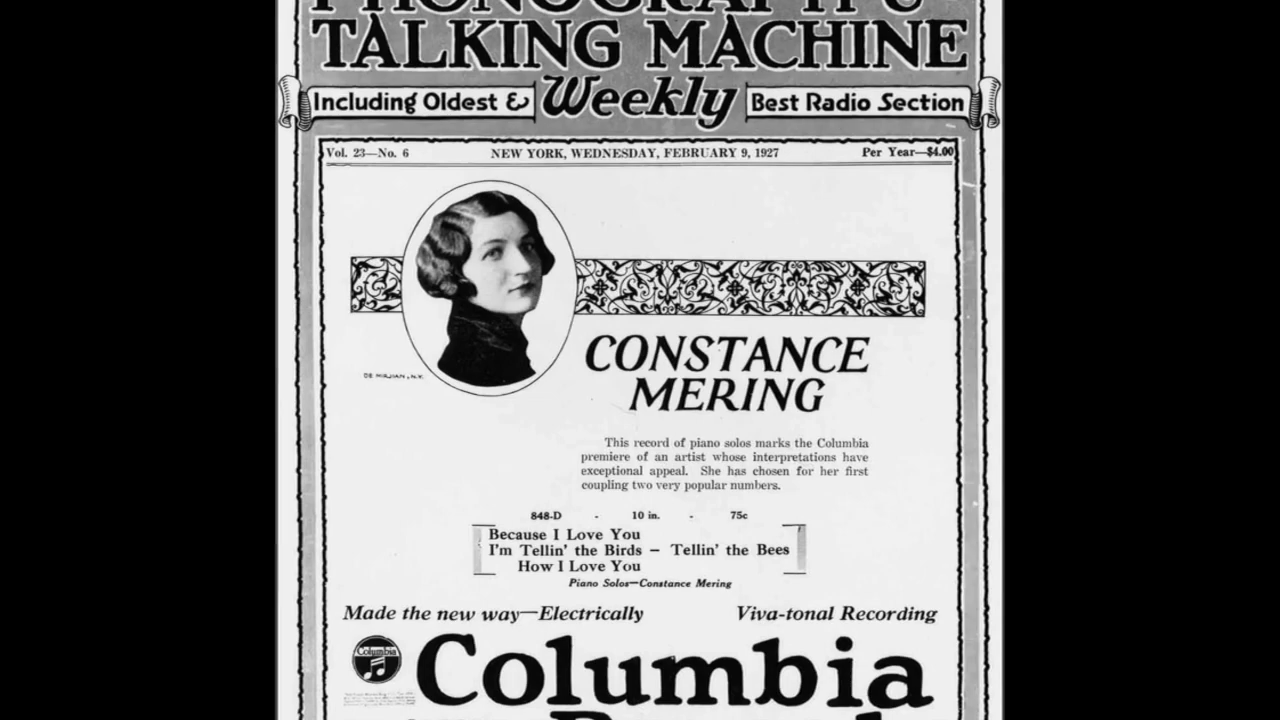 PHONOGRAPH &
TALKING MACHINE
Including Oldest & Weekly Best Radio Section
Vol. 23—No. 6 NEW YORK, WEDNESDAY, FEBRUARY 9, 1927 Per Year—$4.00
DE MIRJIAN, N.Y.
CONSTANCE
MERING
This record of piano solos marks the Columbia
premiere of an artist whose interpretations have
exceptional appeal. She has chosen for her first
coupling two very popular numbers.
848-D - 10 in. - 75c
Because I Love You
I'm Tellin' the Birds — Tellin' the Bees
How I Love You
Piano Solos—Constance Mering
Made the new way—Electrically Viva-tonal Recording
Columbia
Columbia